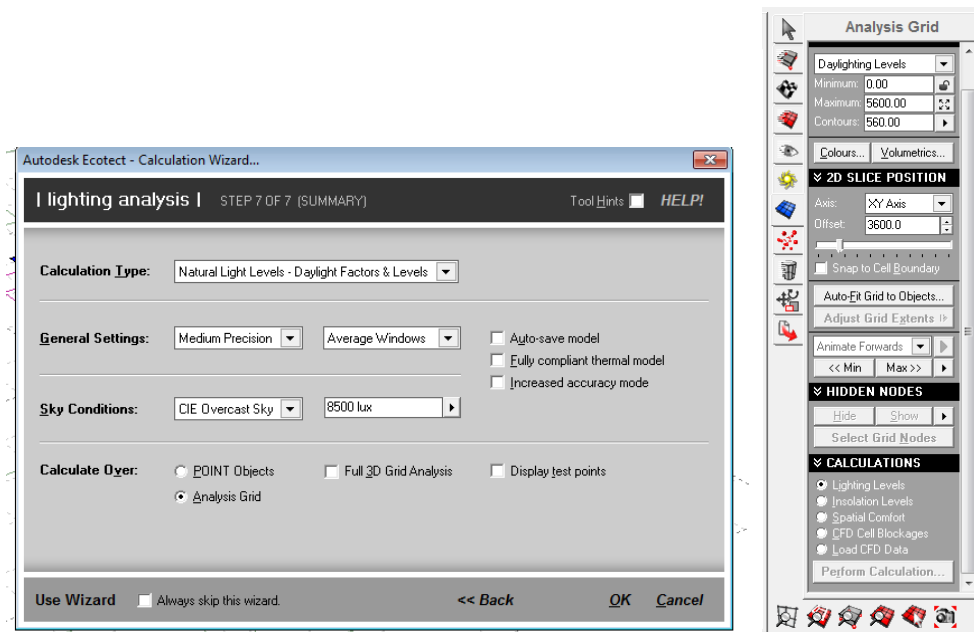 Autodesk Ecotect - Calculation Wizard...
| lighting analysis | STEP 7 OF 7 (SUMMARY) Tool Hints HELP!
Calculation Type: Natural Light Levels - Daylight Factors & Levels
General Settings: Medium Precision Average Windows Auto-save model
Fully compliant thermal model
Increased accuracy mode
Sky Conditions: CIE Overcast Sky 8500 lux
Calculate Over: POINT Objects Full 3D Grid Analysis Display test points
Analysis Grid
Use Wizard Always skip this wizard. << Back OK Cancel
Analysis Grid
Daylighting Levels
Minimum: 0.00
Maximum: 5600.00
Contours: 560.00
Colours... Volumetrics...
2D SLICE POSITION
Axis: XY Axis
Offset: 3600.0
Snap to Cell Boundary
Auto-Fit Grid to Objects...
Adjust Grid Extents
Animate Forwards
<< Min Max >>
HIDDEN NODES
Hide Show
Select Grid Nodes
CALCULATIONS
Lighting Levels
Insolation Levels
Spatial Comfort
CFD Cell Blockages
Load CFD Data
Perform Calculation...